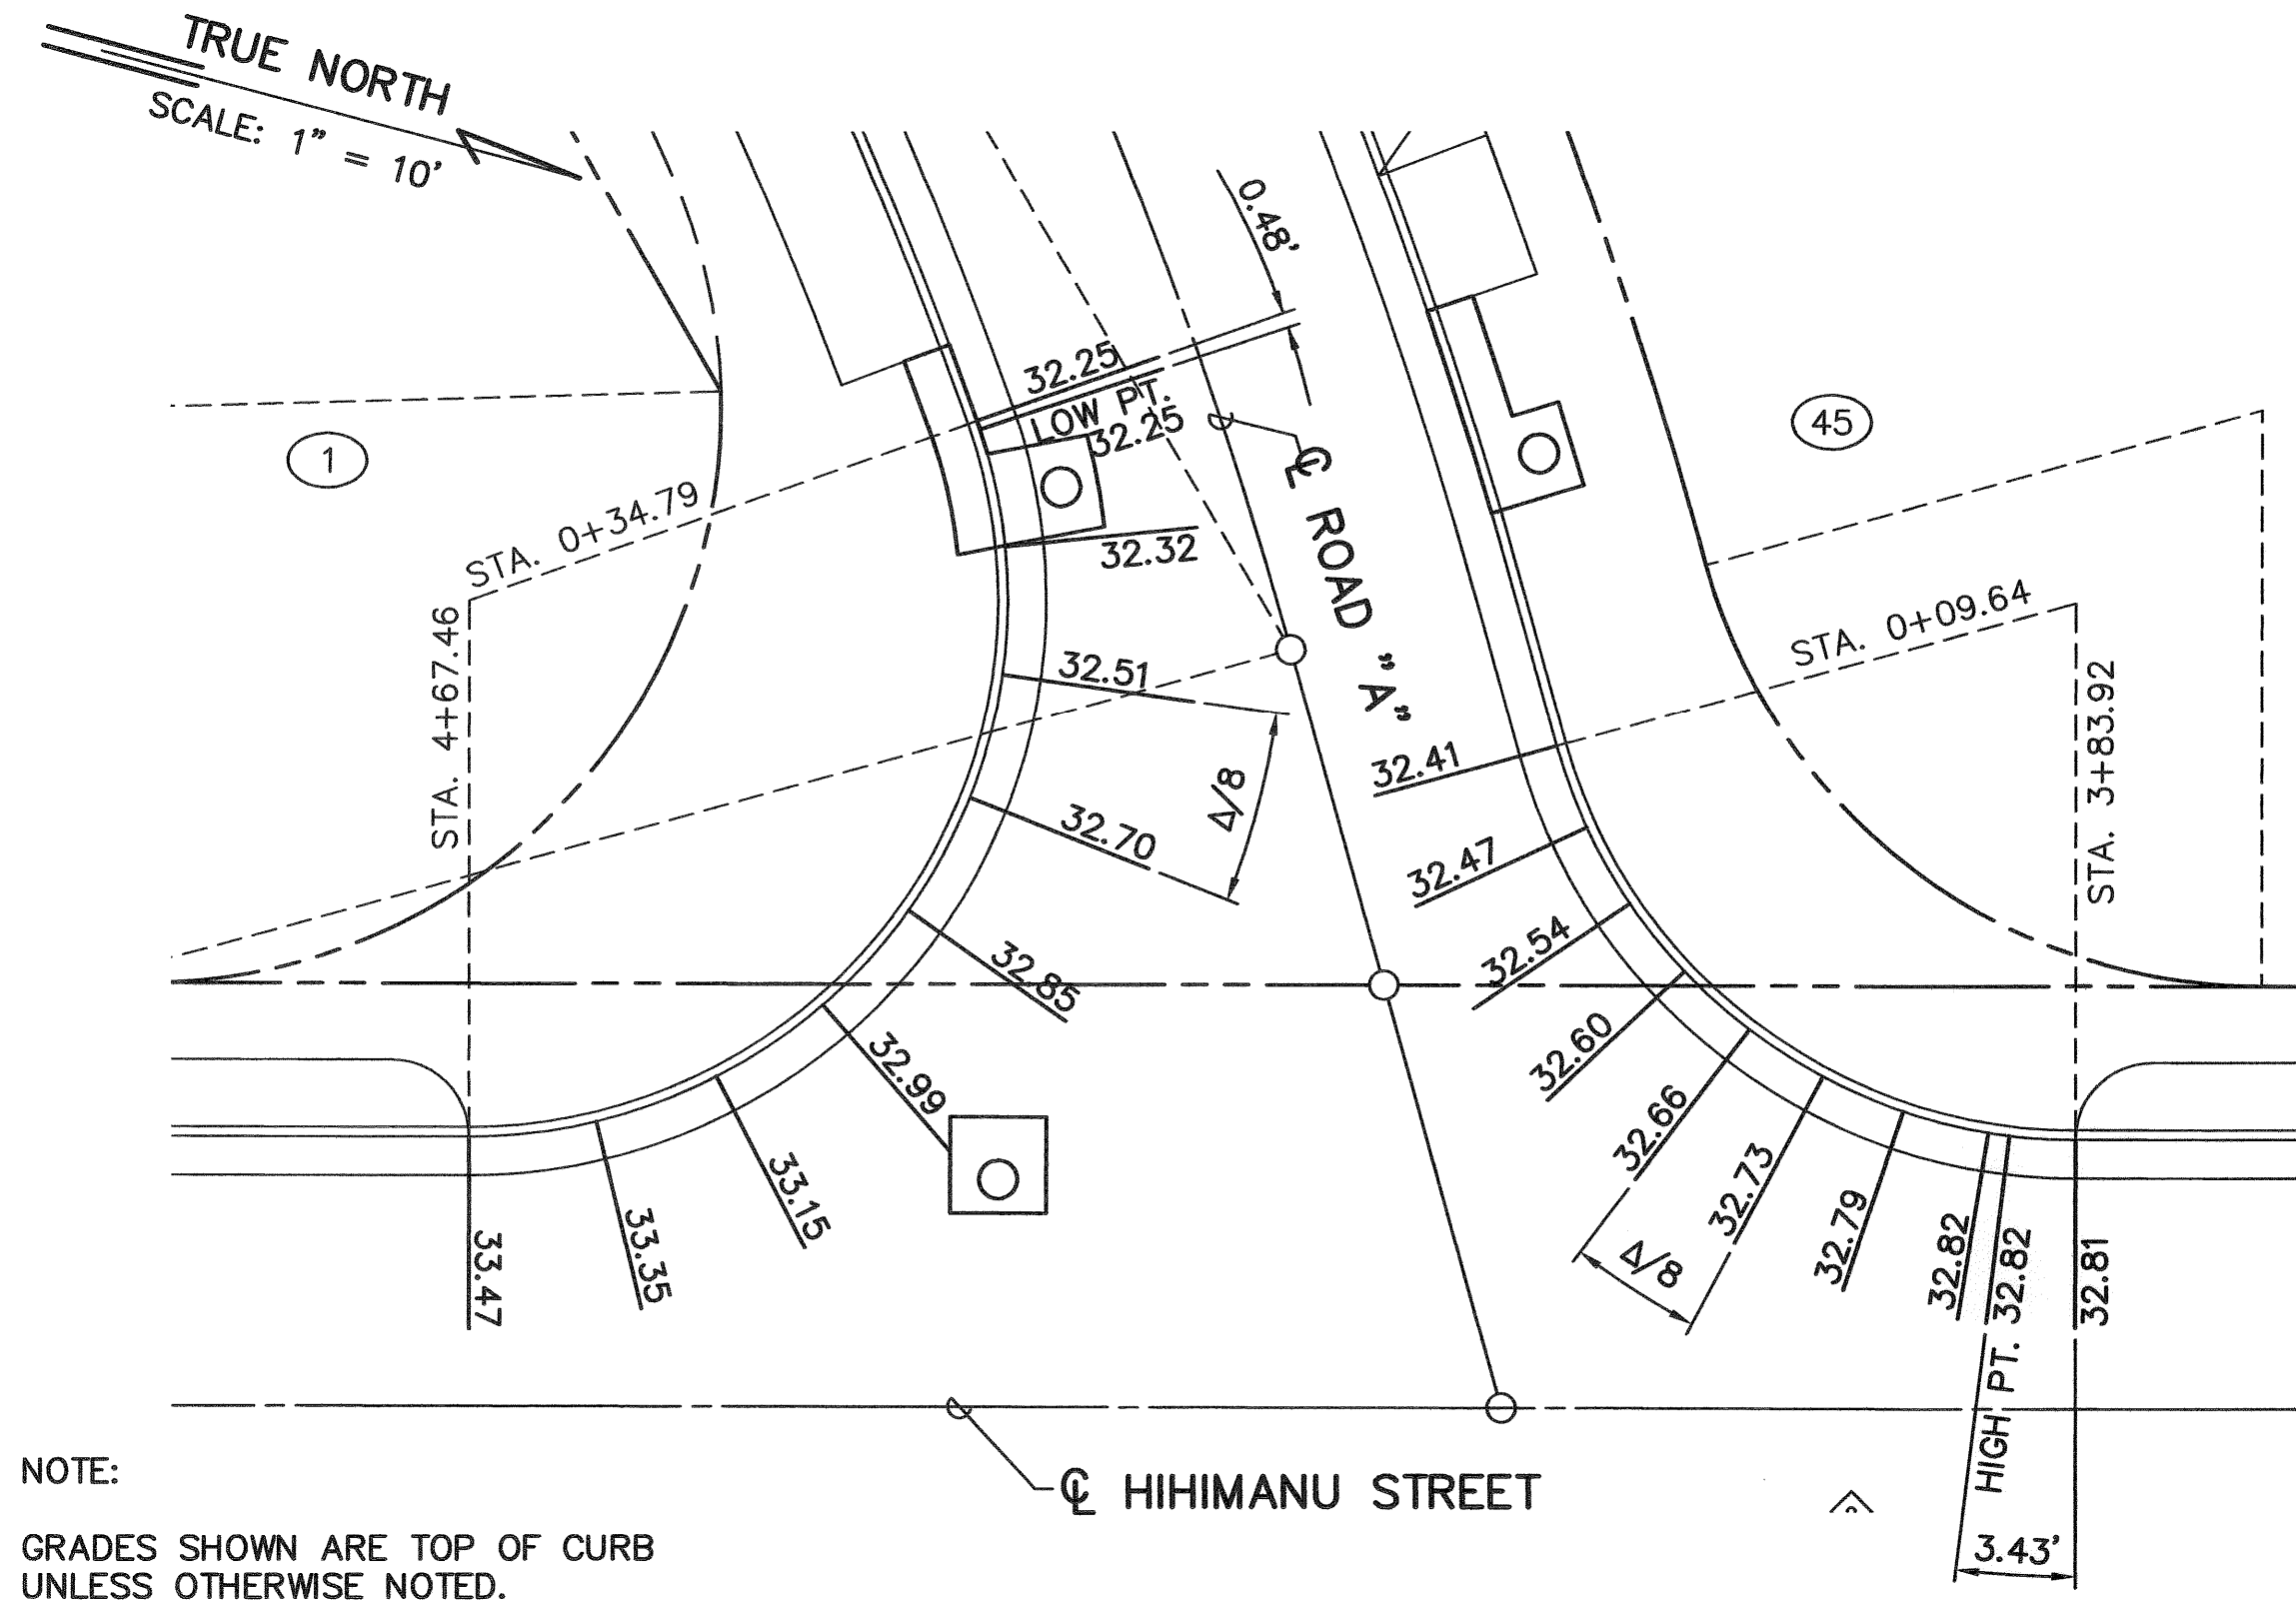 TRUE NORTH
SCALE: 1" = 10'
0.48'
32.25
LOW PT.
32.25
1
45
STA. 0+34.79
STA. 4+67.46
32.32
℄ ROAD "A"
STA. 0+09.64
STA. 3+83.92
32.51
Δ/8
32.70
32.41
32.47
32.54
32.85
32.60
32.99
32.66
33.15
32.73
33.35
33.47
Δ/8
32.79
32.82
HIGH PT. 32.82
32.81
℄ HIHIMANU STREET
3.43'
NOTE:
GRADES SHOWN ARE TOP OF CURB
UNLESS OTHERWISE NOTED.